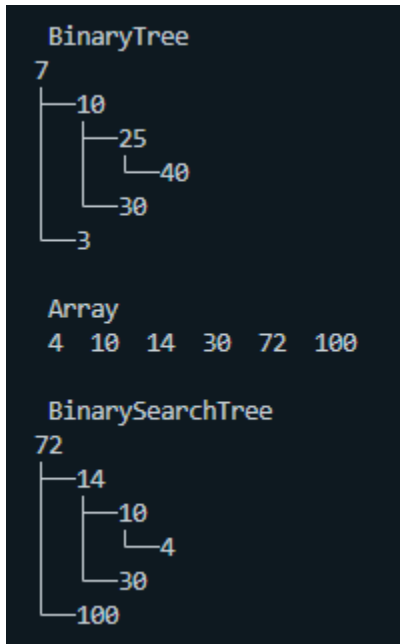 BinaryTree
7
├──10
│   ├──25
│   │   └──40
│   └──30
└──3
Array
4  10  14  30  72  100
BinarySearchTree
72
├──14
│   ├──10
│   │   └──4
│   └──30
└──100